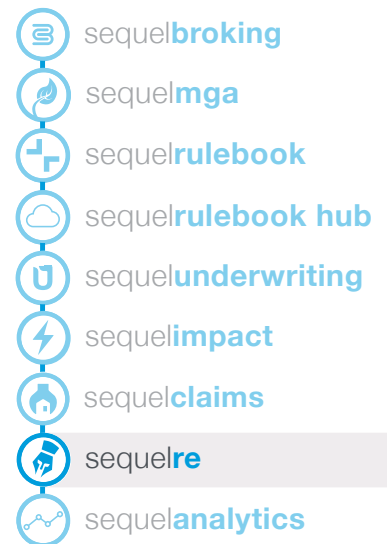 sequelbroking
sequelmga
sequelrulebook
sequelrulebook hub
sequelunderwriting
sequelimpact
sequelclaims
sequelre
sequelanalytics